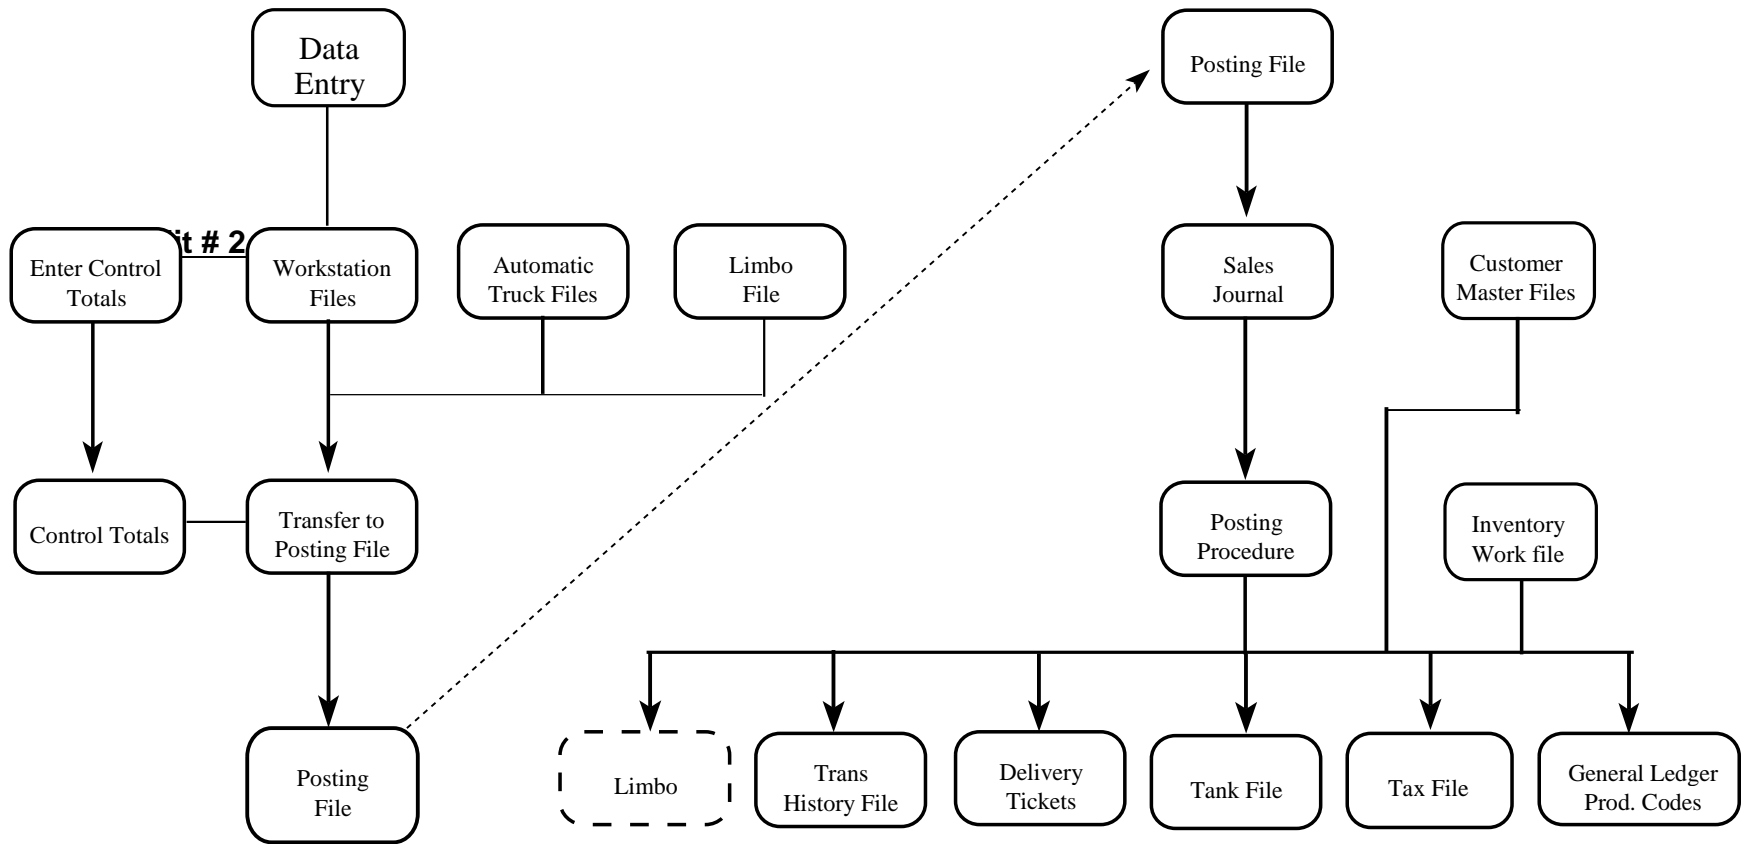 Data
Entry
Posting File
it # 2
Enter Control
Totals
Workstation
Files
Automatic
Truck Files
Limbo
File
Sales
Journal
Customer
Master Files
Control Totals
Transfer to
Posting File
Posting
Procedure
Inventory
Work file
Posting
File
Limbo
Trans
History File
Delivery
Tickets
Tank File
Tax File
General Ledger
Prod. Codes